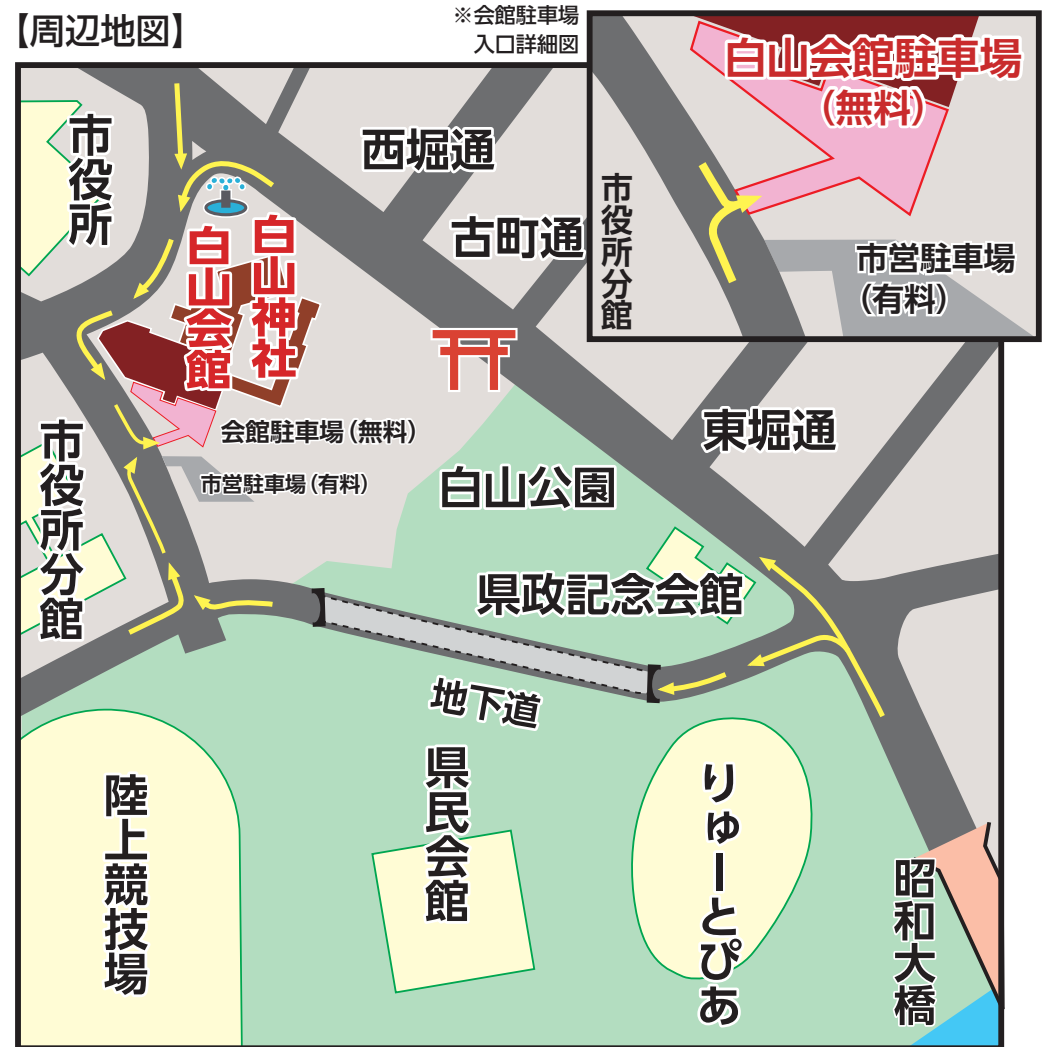 【周辺地図】
※会館駐車場
入口詳細図
白山会館駐車場
(無料)
市役所分館
市営駐車場
(有料)
市役所
西堀通
古町通
白山神社
白山会館
会館駐車場(無料)
市営駐車場(有料)
東堀通
市役所分館
白山公園
県政記念会館
地下道
陸上競技場
県民会館
りゅーとぴあ
昭和大橋